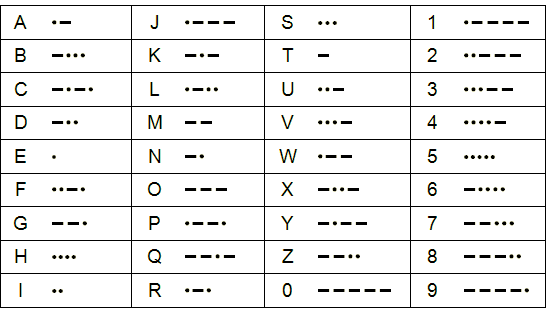 A •− J •−−− S ••• 1 •−−−−
B −••• K −•− T − 2 ••−−−
C −•−• L •−•• U ••− 3 •••−−
D −•• M −− V •••− 4 ••••−
E • N −• W •−− 5 •••••
F ••−• O −−− X −••− 6 −••••
G −−• P •−−• Y −•−− 7 −−•••
H •••• Q −−•− Z −−•• 8 −−−••
I •• R •−• 0 −−−−− 9 −−−−•